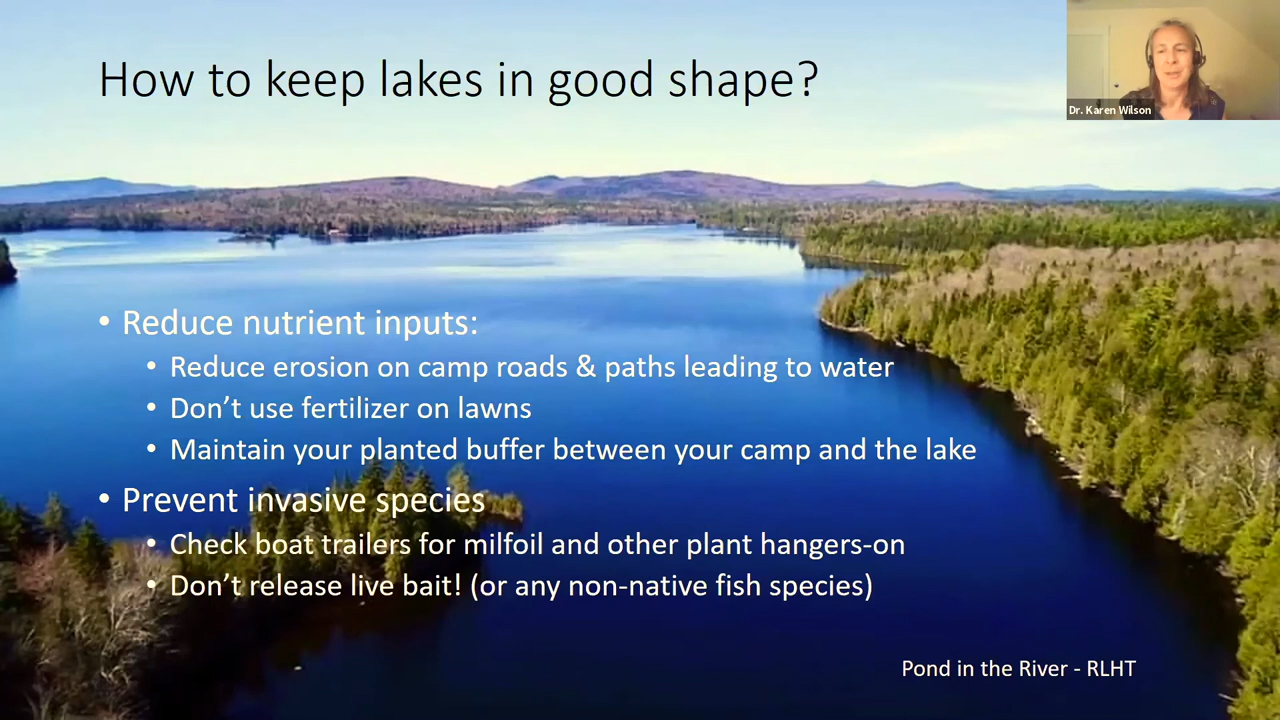 How to keep lakes in good shape?
Dr. Karen Wilson
• Reduce nutrient inputs:
• Reduce erosion on camp roads & paths leading to water
• Don’t use fertilizer on lawns
• Maintain your planted buffer between your camp and the lake
• Prevent invasive species
• Check boat trailers for milfoil and other plant hangers-on
• Don’t release live bait! (or any non-native fish species)
Pond in the River - RLHT